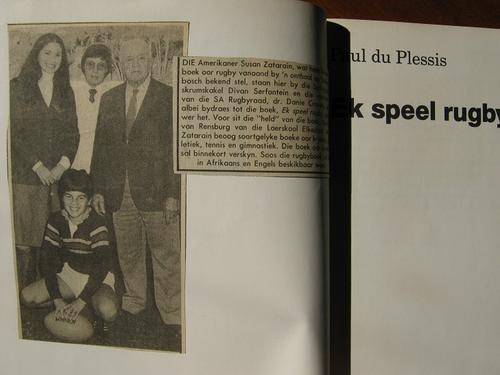 DIE Amerikaner Susan Zatarain, wat
boek oor rugby vanaand by 'n onthaal
bosch bekend stel, staan hier by die
skrumskakel Divan Serfontein en die
van die SA Rugbyraad, dr. Danie
albei bydraes tot die boek, Ek speel
wer het. Voor sit die "held" van die boek,
van Rensburg van die Laerskool
Zatarain beoog soortgelyke boeke oor
letiek, tennis en gimnastiek. Die boek oor
sal binnekort verskyn. Soos die rugbyboek
in Afrikaans en Engels beskikbaar
Paul du Plessis
Ek speel rugby